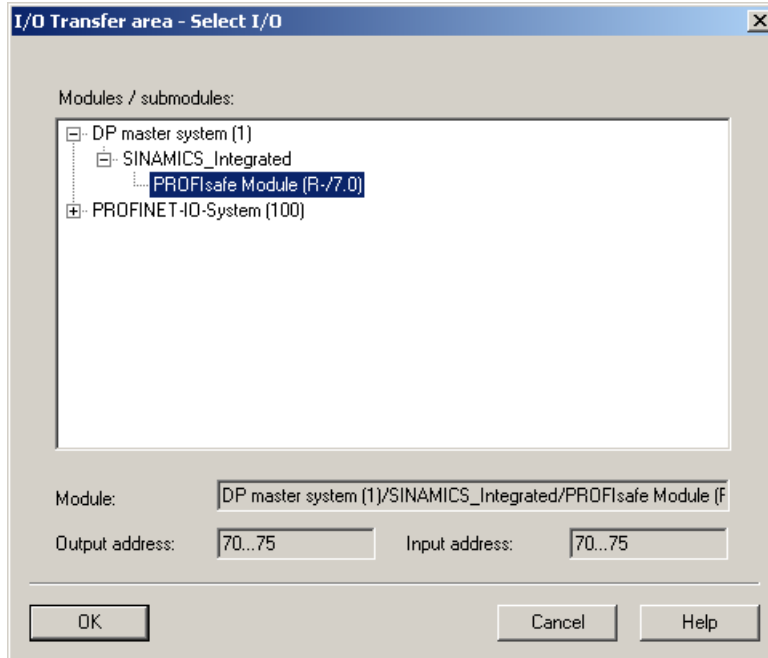 I/O Transfer area - Select I/O
Modules / submodules:
DP master system (1)
SINAMICS_Integrated
PROFIsafe Module (R-/7.0)
PROFINET-IO-System (100)
Module: DP master system (1)/SINAMICS_Integrated/PROFIsafe Module (F
Output address: 70...75 Input address: 70...75
OK Cancel Help